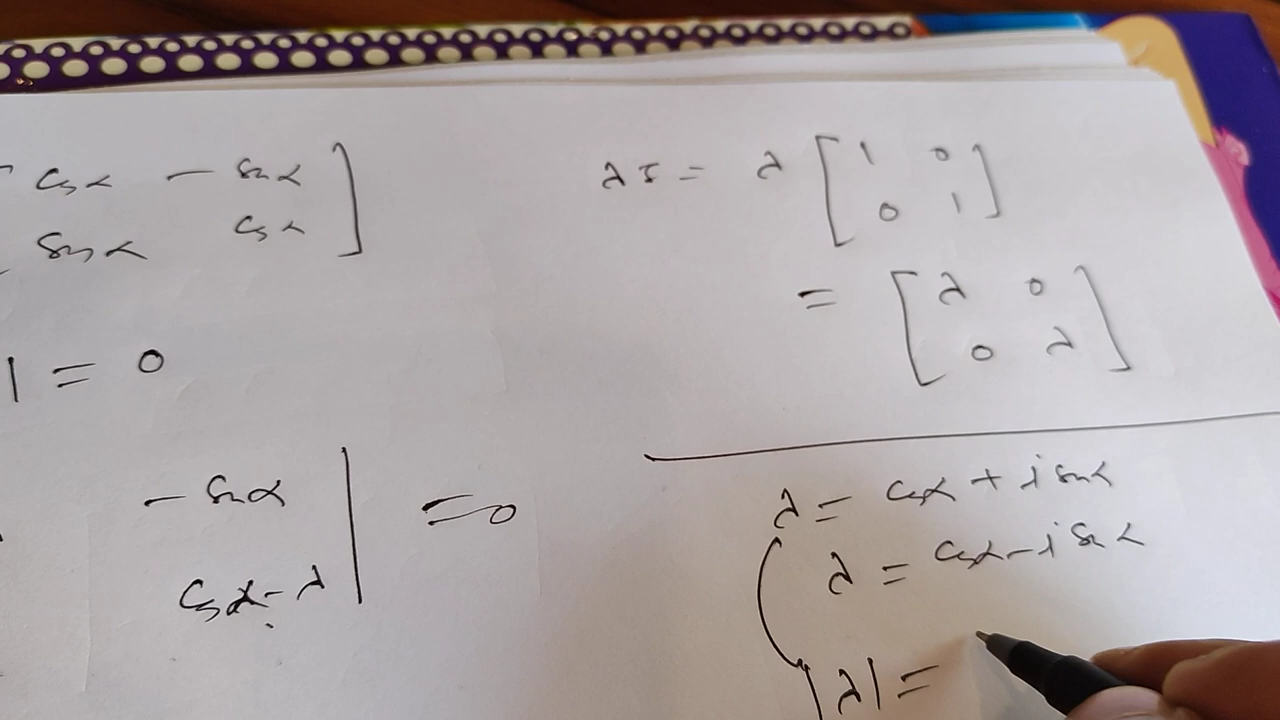 cos α − sin α ]
sin α cos α
| = 0
− sin α | = 0
cos α − λ
λI = λ [ 1 0
0 1 ]
= [ λ 0
0 λ ]
λ = cos α + i sin α
λ = cos α − i sin α
|λ| =